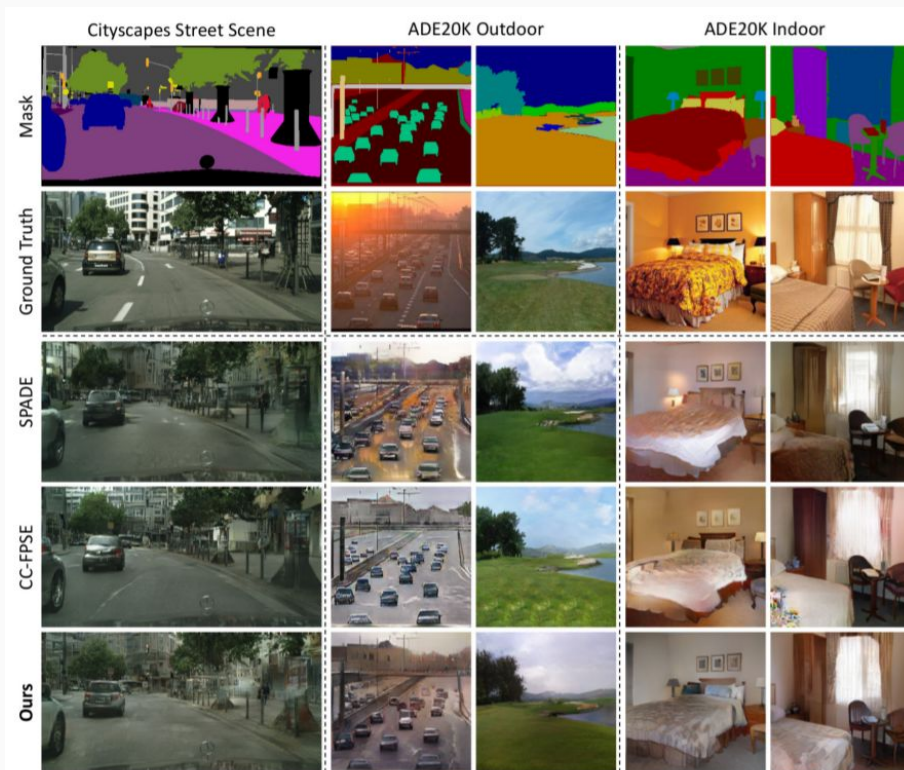 Cityscapes Street Scene
ADE20K Outdoor
ADE20K Indoor
Mask
Ground Truth
SPADE
CC-FPSE
Ours